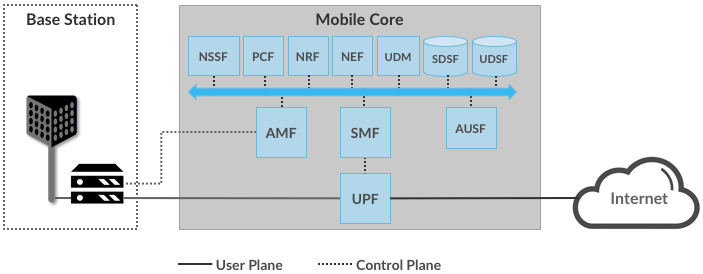 Base Station
Mobile Core
NSSF
PCF
NRF
NEF
UDM
SDSF
UDSF
AMF
SMF
AUSF
UPF
Internet
User Plane
Control Plane